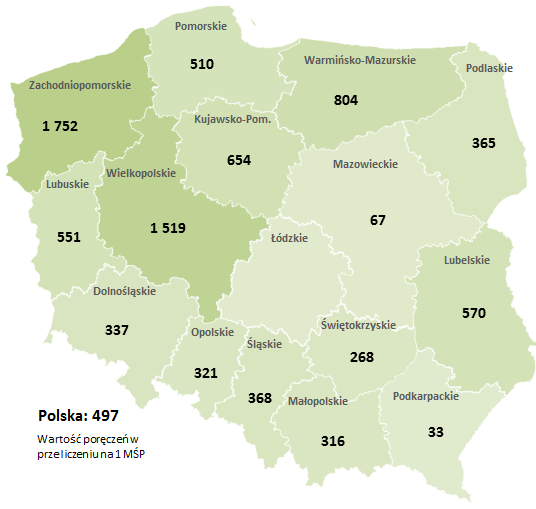 Pomorskie
510
Warmińsko-Mazurskie
804
Podlaskie
365
Zachodniopomorskie
1 752
Kujawsko-Pom.
654
Mazowieckie
67
Wielkopolskie
1 519
Lubuskie
551
Łódzkie
Lubelskie
570
Dolnośląskie
337
Opolskie
321
Śląskie
368
Świętokrzyskie
268
Małopolskie
316
Podkarpackie
33
Polska: 497
Wartość poręczeń w
przeliczeniu na 1 MŚP